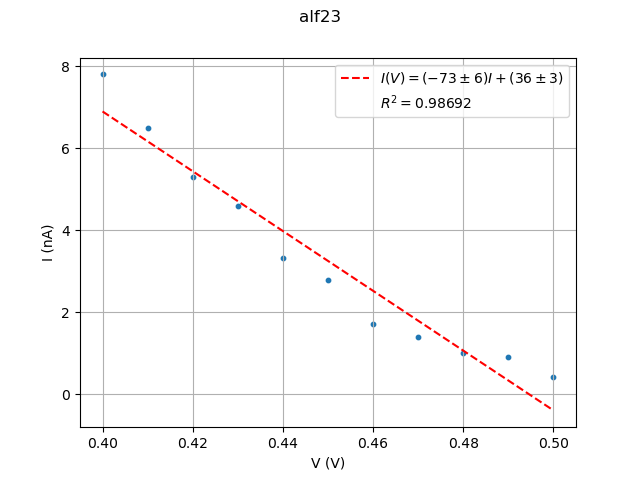 alf23
I(V) = (−73 ± 6)I + (36 ± 3)
R² = 0.98692
8
6
4
2
0
I (nA)
0.40 0.42 0.44 0.46 0.48 0.50
V (V)